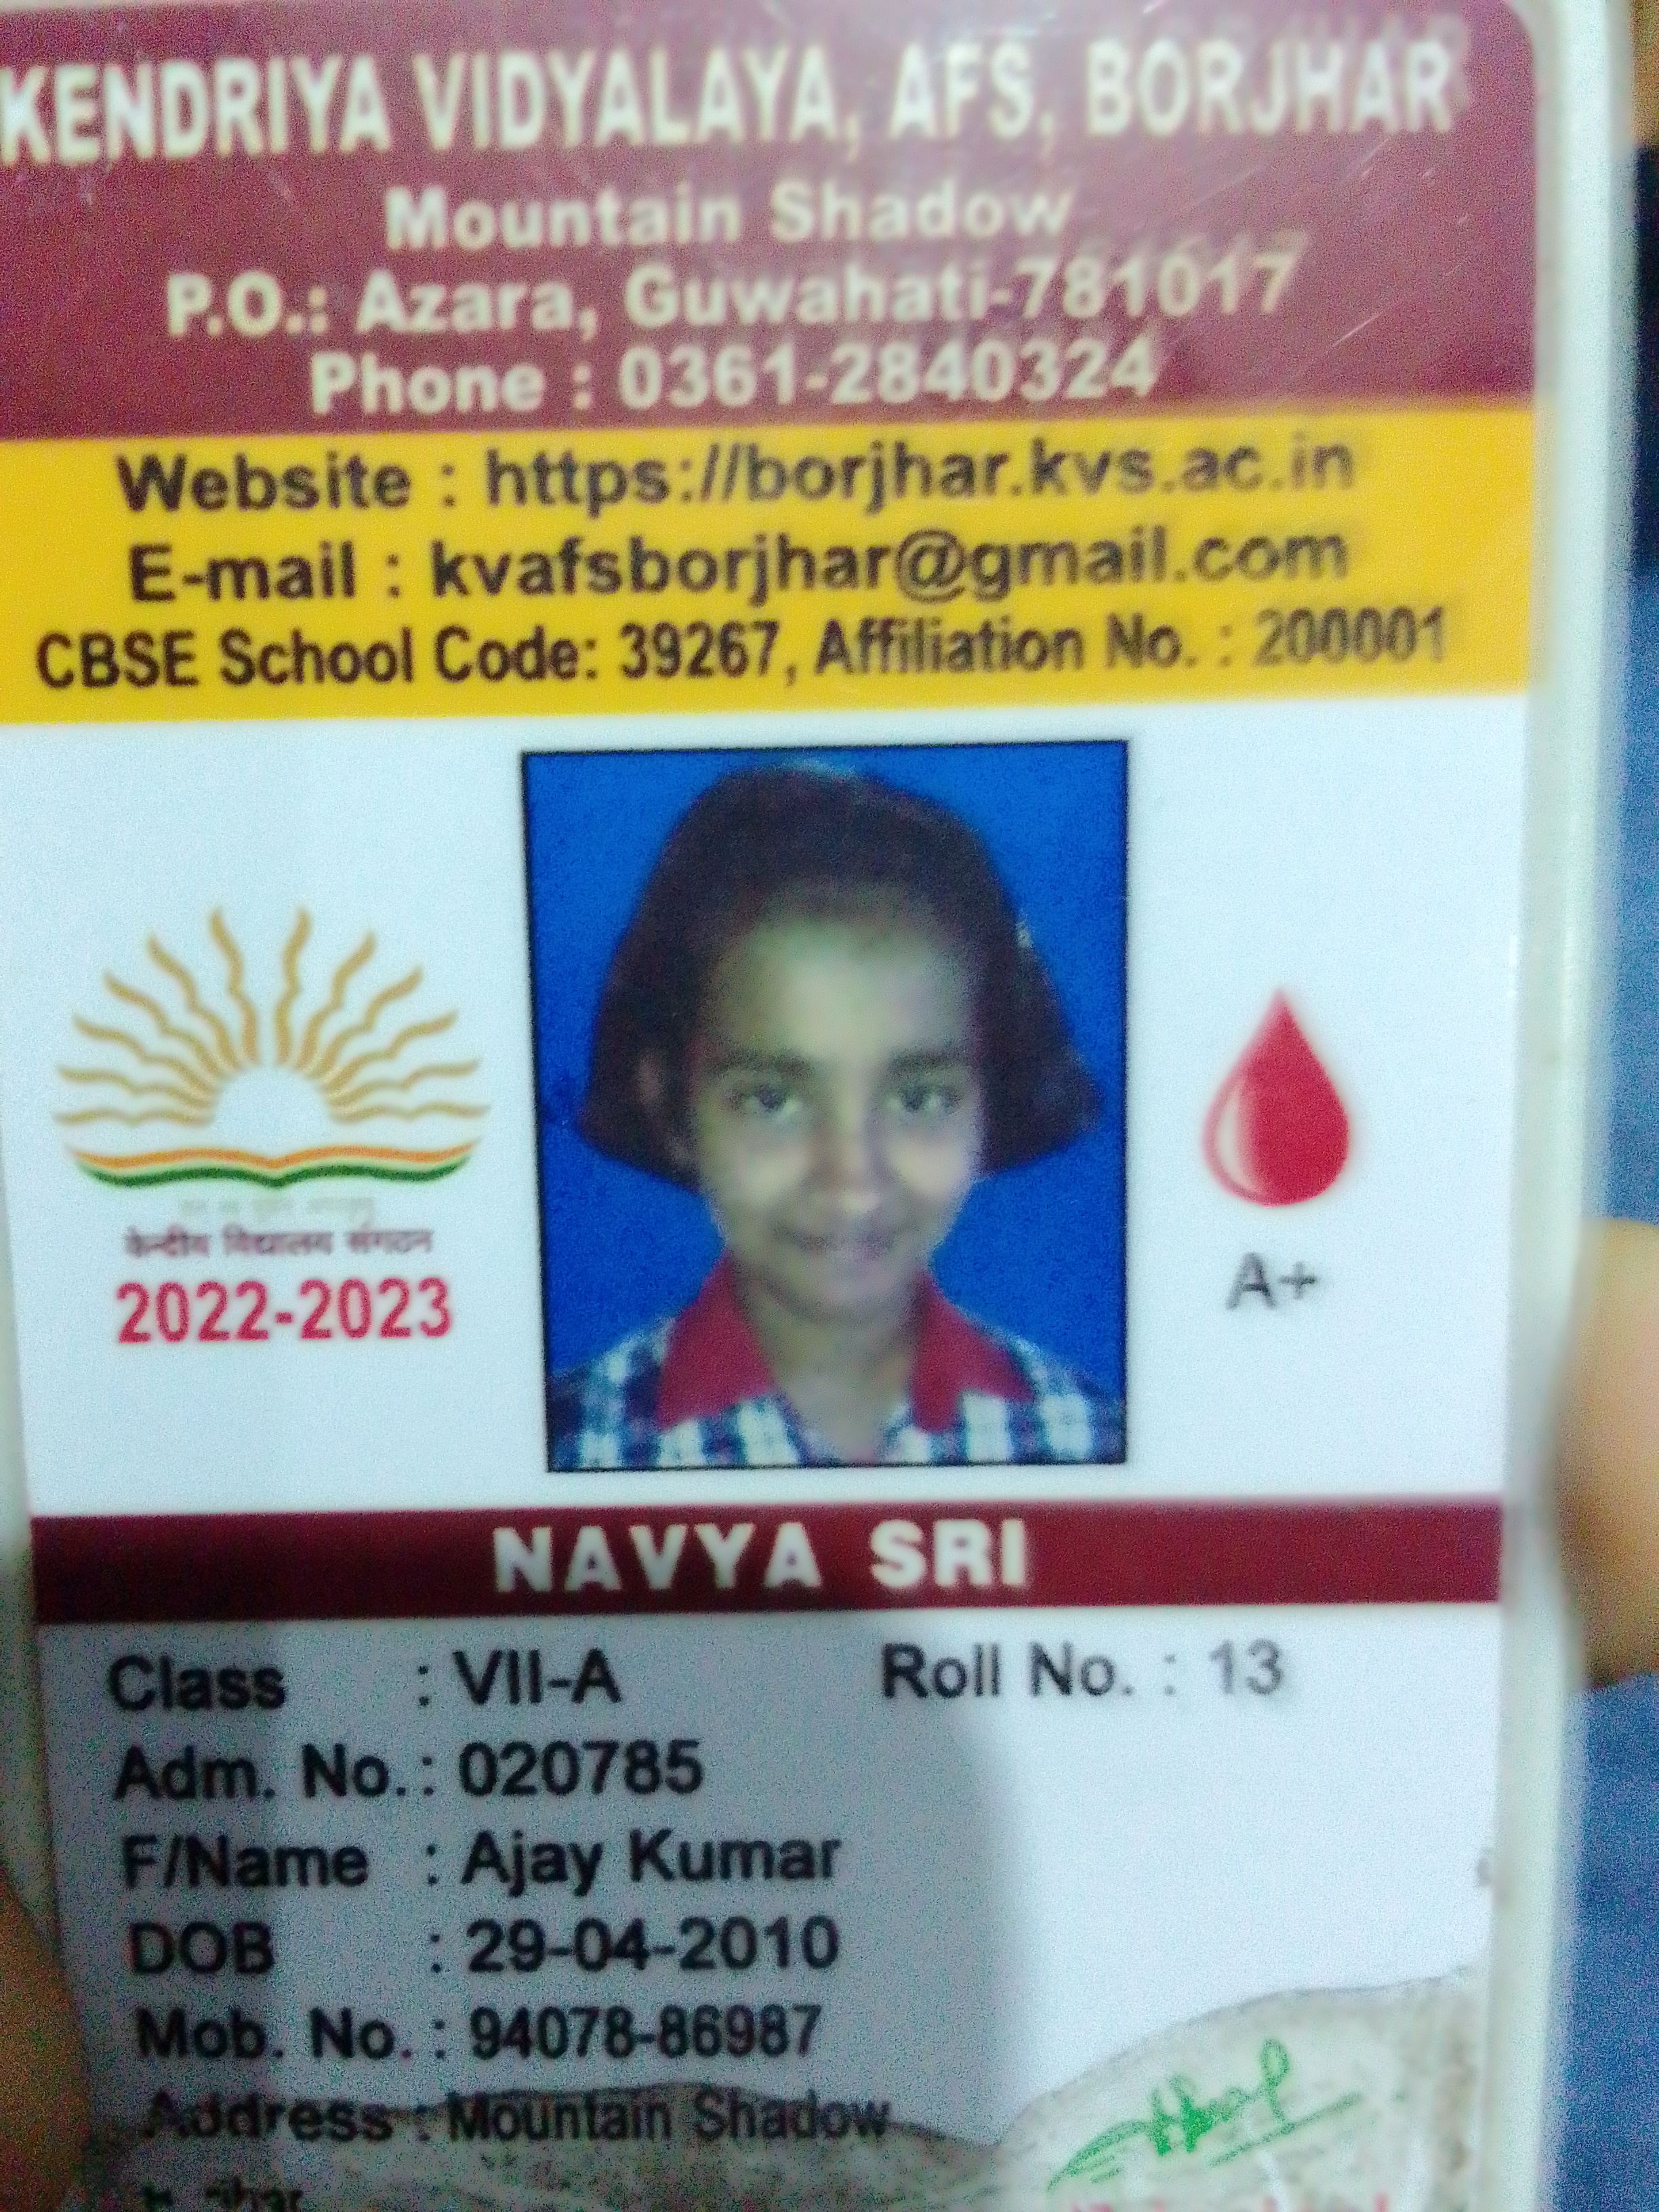 KENDRIYA VIDYALAYA, AFS, BORJHAR
Mountain Shadow
P.O.: Azara, Guwahati-781017
Phone : 0361-2840324
Website : https://borjhar.kvs.ac.in
E-mail : kvafsborjhar@gmail.com
CBSE School Code: 39267, Affiliation No. : 200001
केन्द्रीय विद्यालय संगठन
2022-2023
A+
NAVYA SRI
Class : VII-A Roll No. : 13
Adm. No. : 020785
F/Name : Ajay Kumar
DOB : 29-04-2010
Mob. No. : 94078-86987
Address : Mountain Shadow